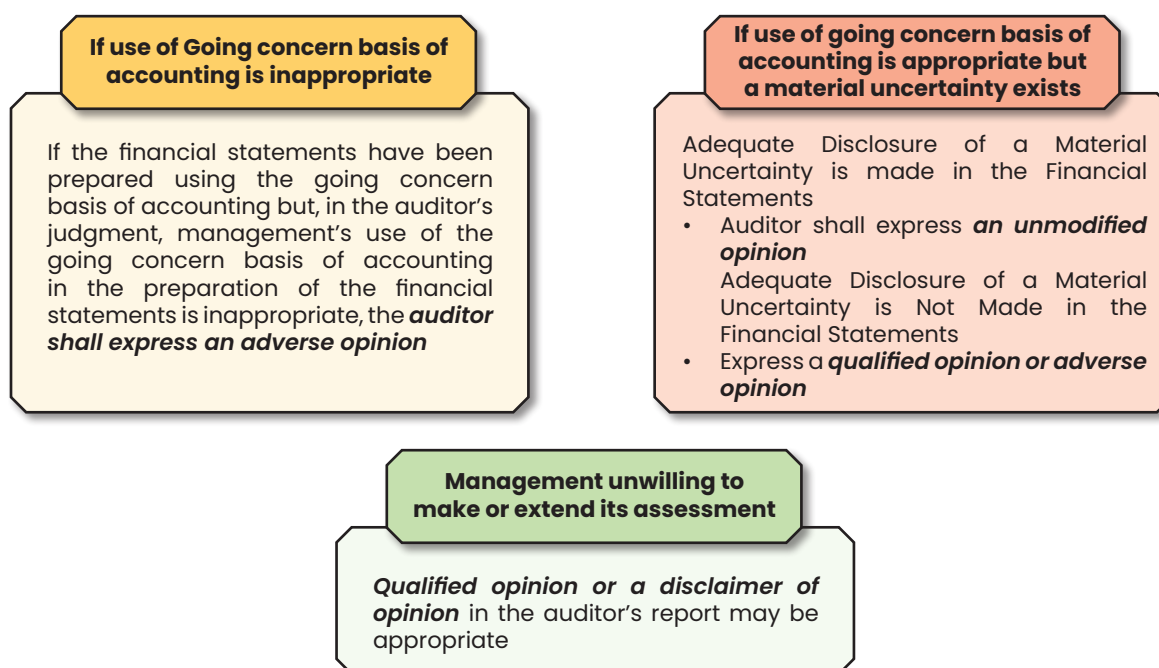 If use of Going concern basis of
accounting is inappropriate
If the financial statements have been
prepared using the going concern
basis of accounting but, in the auditor's
judgment, management's use of the
going concern basis of accounting
in the preparation of the financial
statements is inappropriate, the auditor
shall express an adverse opinion
If use of going concern basis of
accounting is appropriate but
a material uncertainty exists
Adequate Disclosure of a Material
Uncertainty is made in the Financial
Statements
• Auditor shall express an unmodified
opinion
Adequate Disclosure of a Material
Uncertainty is Not Made in the
Financial Statements
• Express a qualified opinion or adverse
opinion
Management unwilling to
make or extend its assessment
Qualified opinion or a disclaimer of
opinion in the auditor's report may be
appropriate